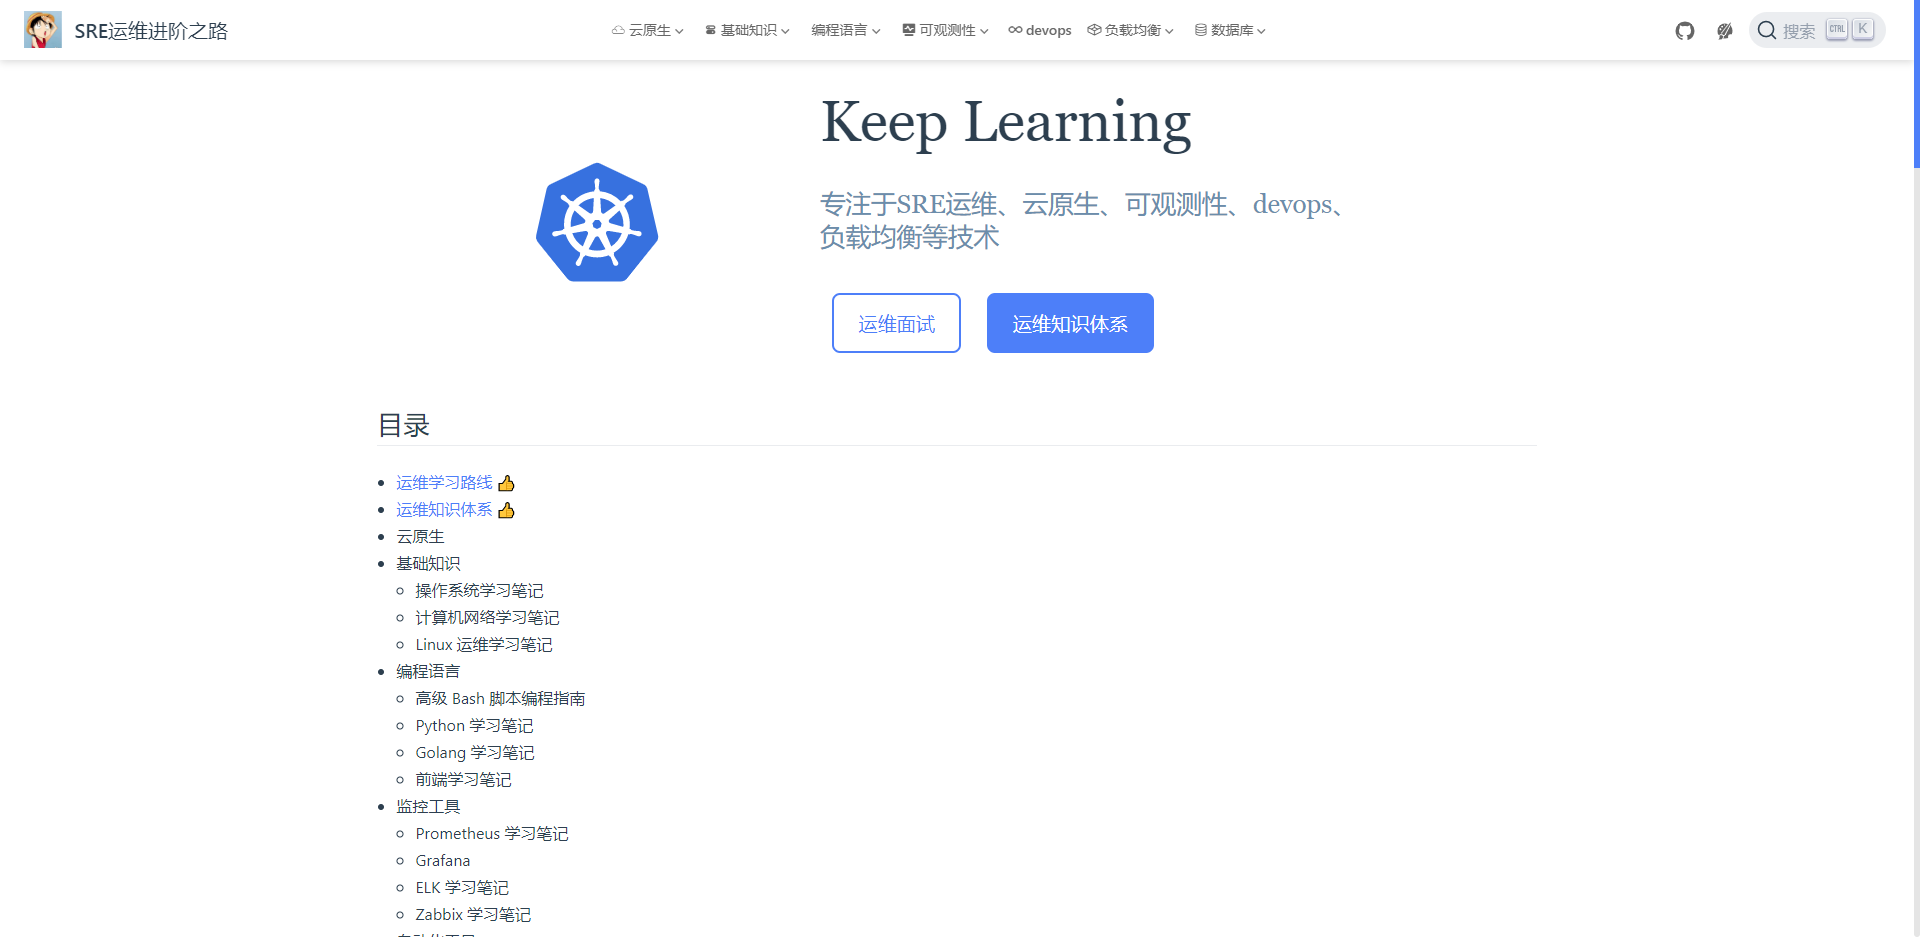 SRE运维进阶之路
云原生
基础知识
编程语言
可观测性
devops
负载均衡
数据库
搜索
CTRL
K
Keep Learning
专注于SRE运维、云原生、可观测性、devops、
负载均衡等技术
运维面试
运维知识体系
目录
运维学习路线
运维知识体系
云原生
基础知识
操作系统学习笔记
计算机网络学习笔记
Linux 运维学习笔记
编程语言
高级 Bash 脚本编程指南
Python 学习笔记
Golang 学习笔记
前端学习笔记
监控工具
Prometheus 学习笔记
Grafana
ELK 学习笔记
Zabbix 学习笔记